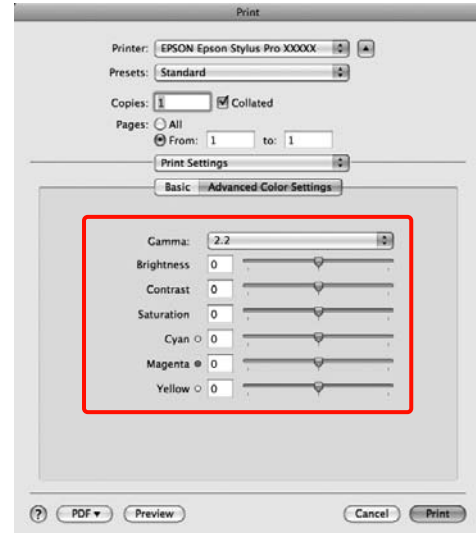 Print
Printer: EPSON Epson Stylus Pro XXXXX
Presets: Standard
Copies: 1 Collated
Pages: All
From: 1 to: 1
Print Settings
Basic Advanced Color Settings
Gamma: 2.2
Brightness 0
Contrast 0
Saturation 0
Cyan 0
Magenta 0
Yellow 0
? PDF Preview Cancel Print